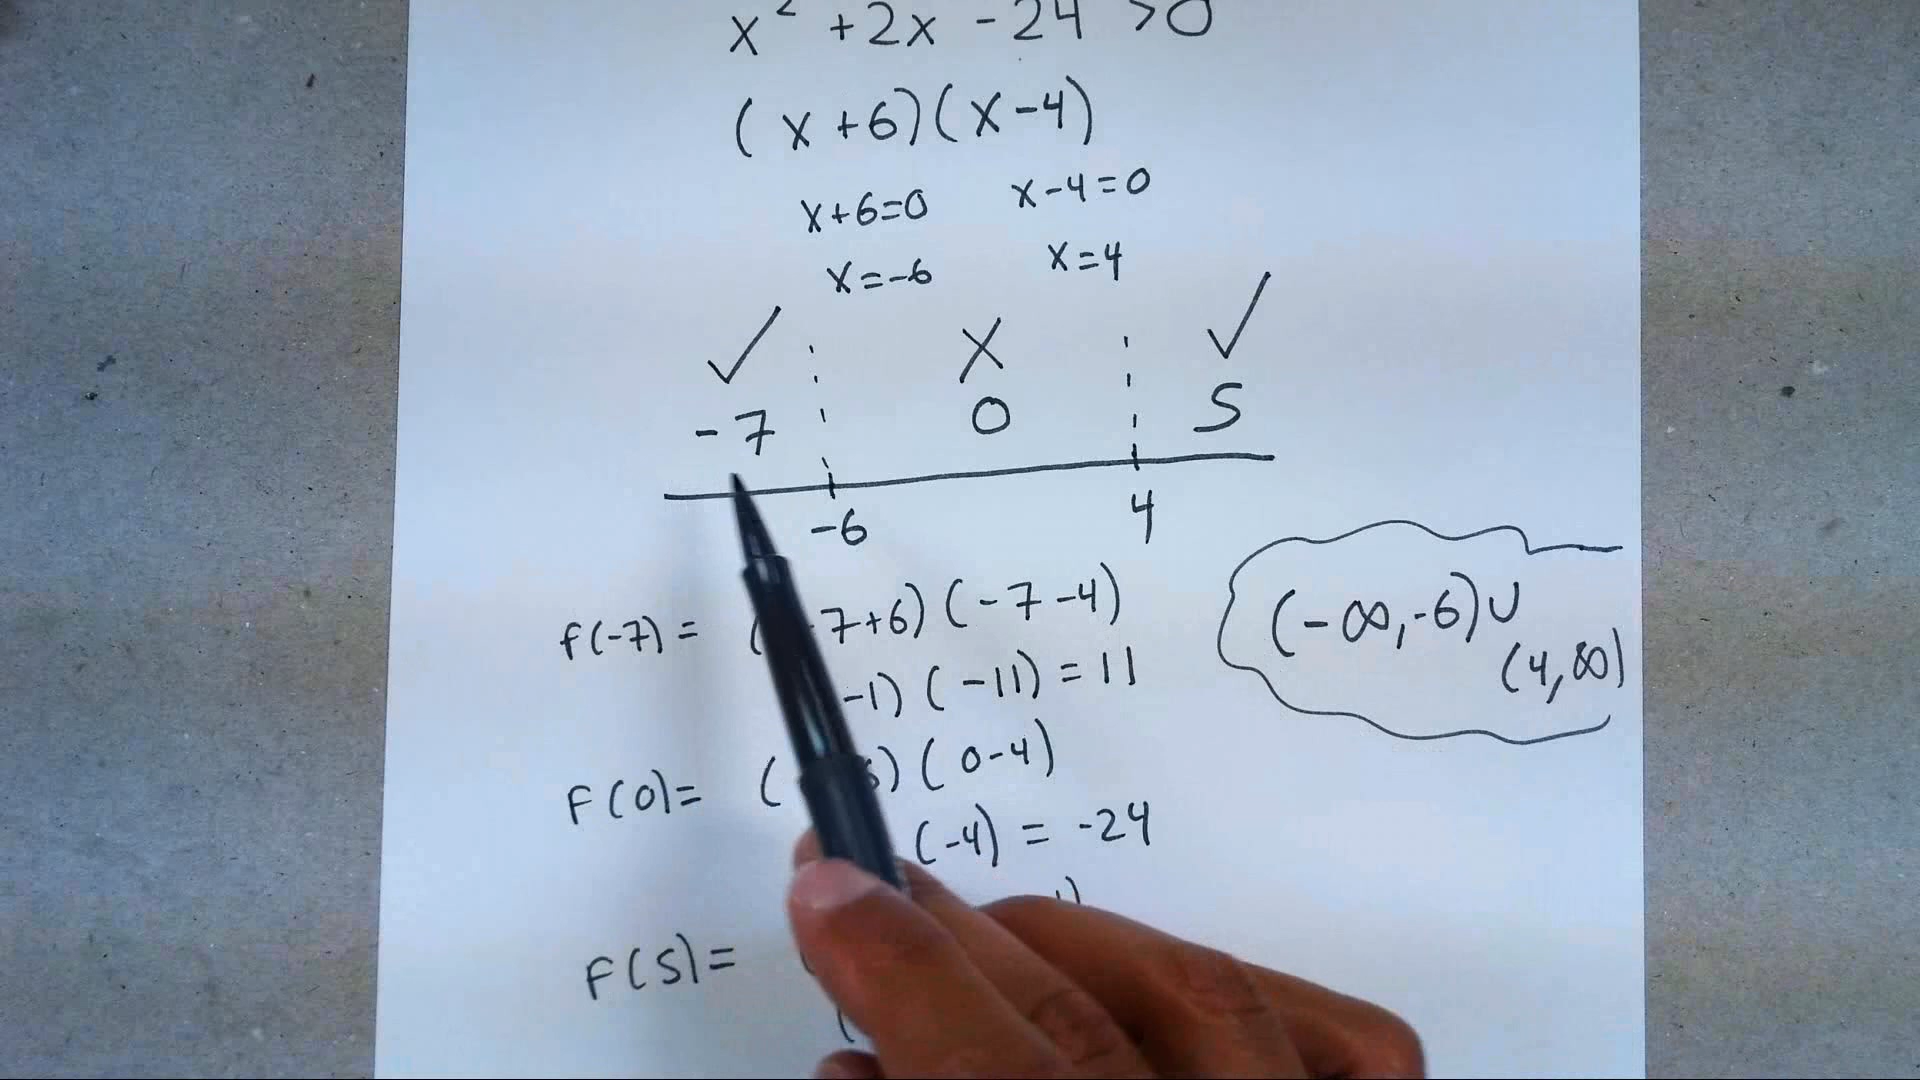 x² +2x -24 >0
(x+6)(x-4)
x+6=0 x-4=0
x=-6 x=4
✓ X ✓
-7 0 5
-6 4
f(-7)= 7+6)(-7-4)
-1)(-11) = 11
F(0)= ( )(0-4)
(-4) = -24
F(5)=
(-∞,-6)∪
(4,∞)